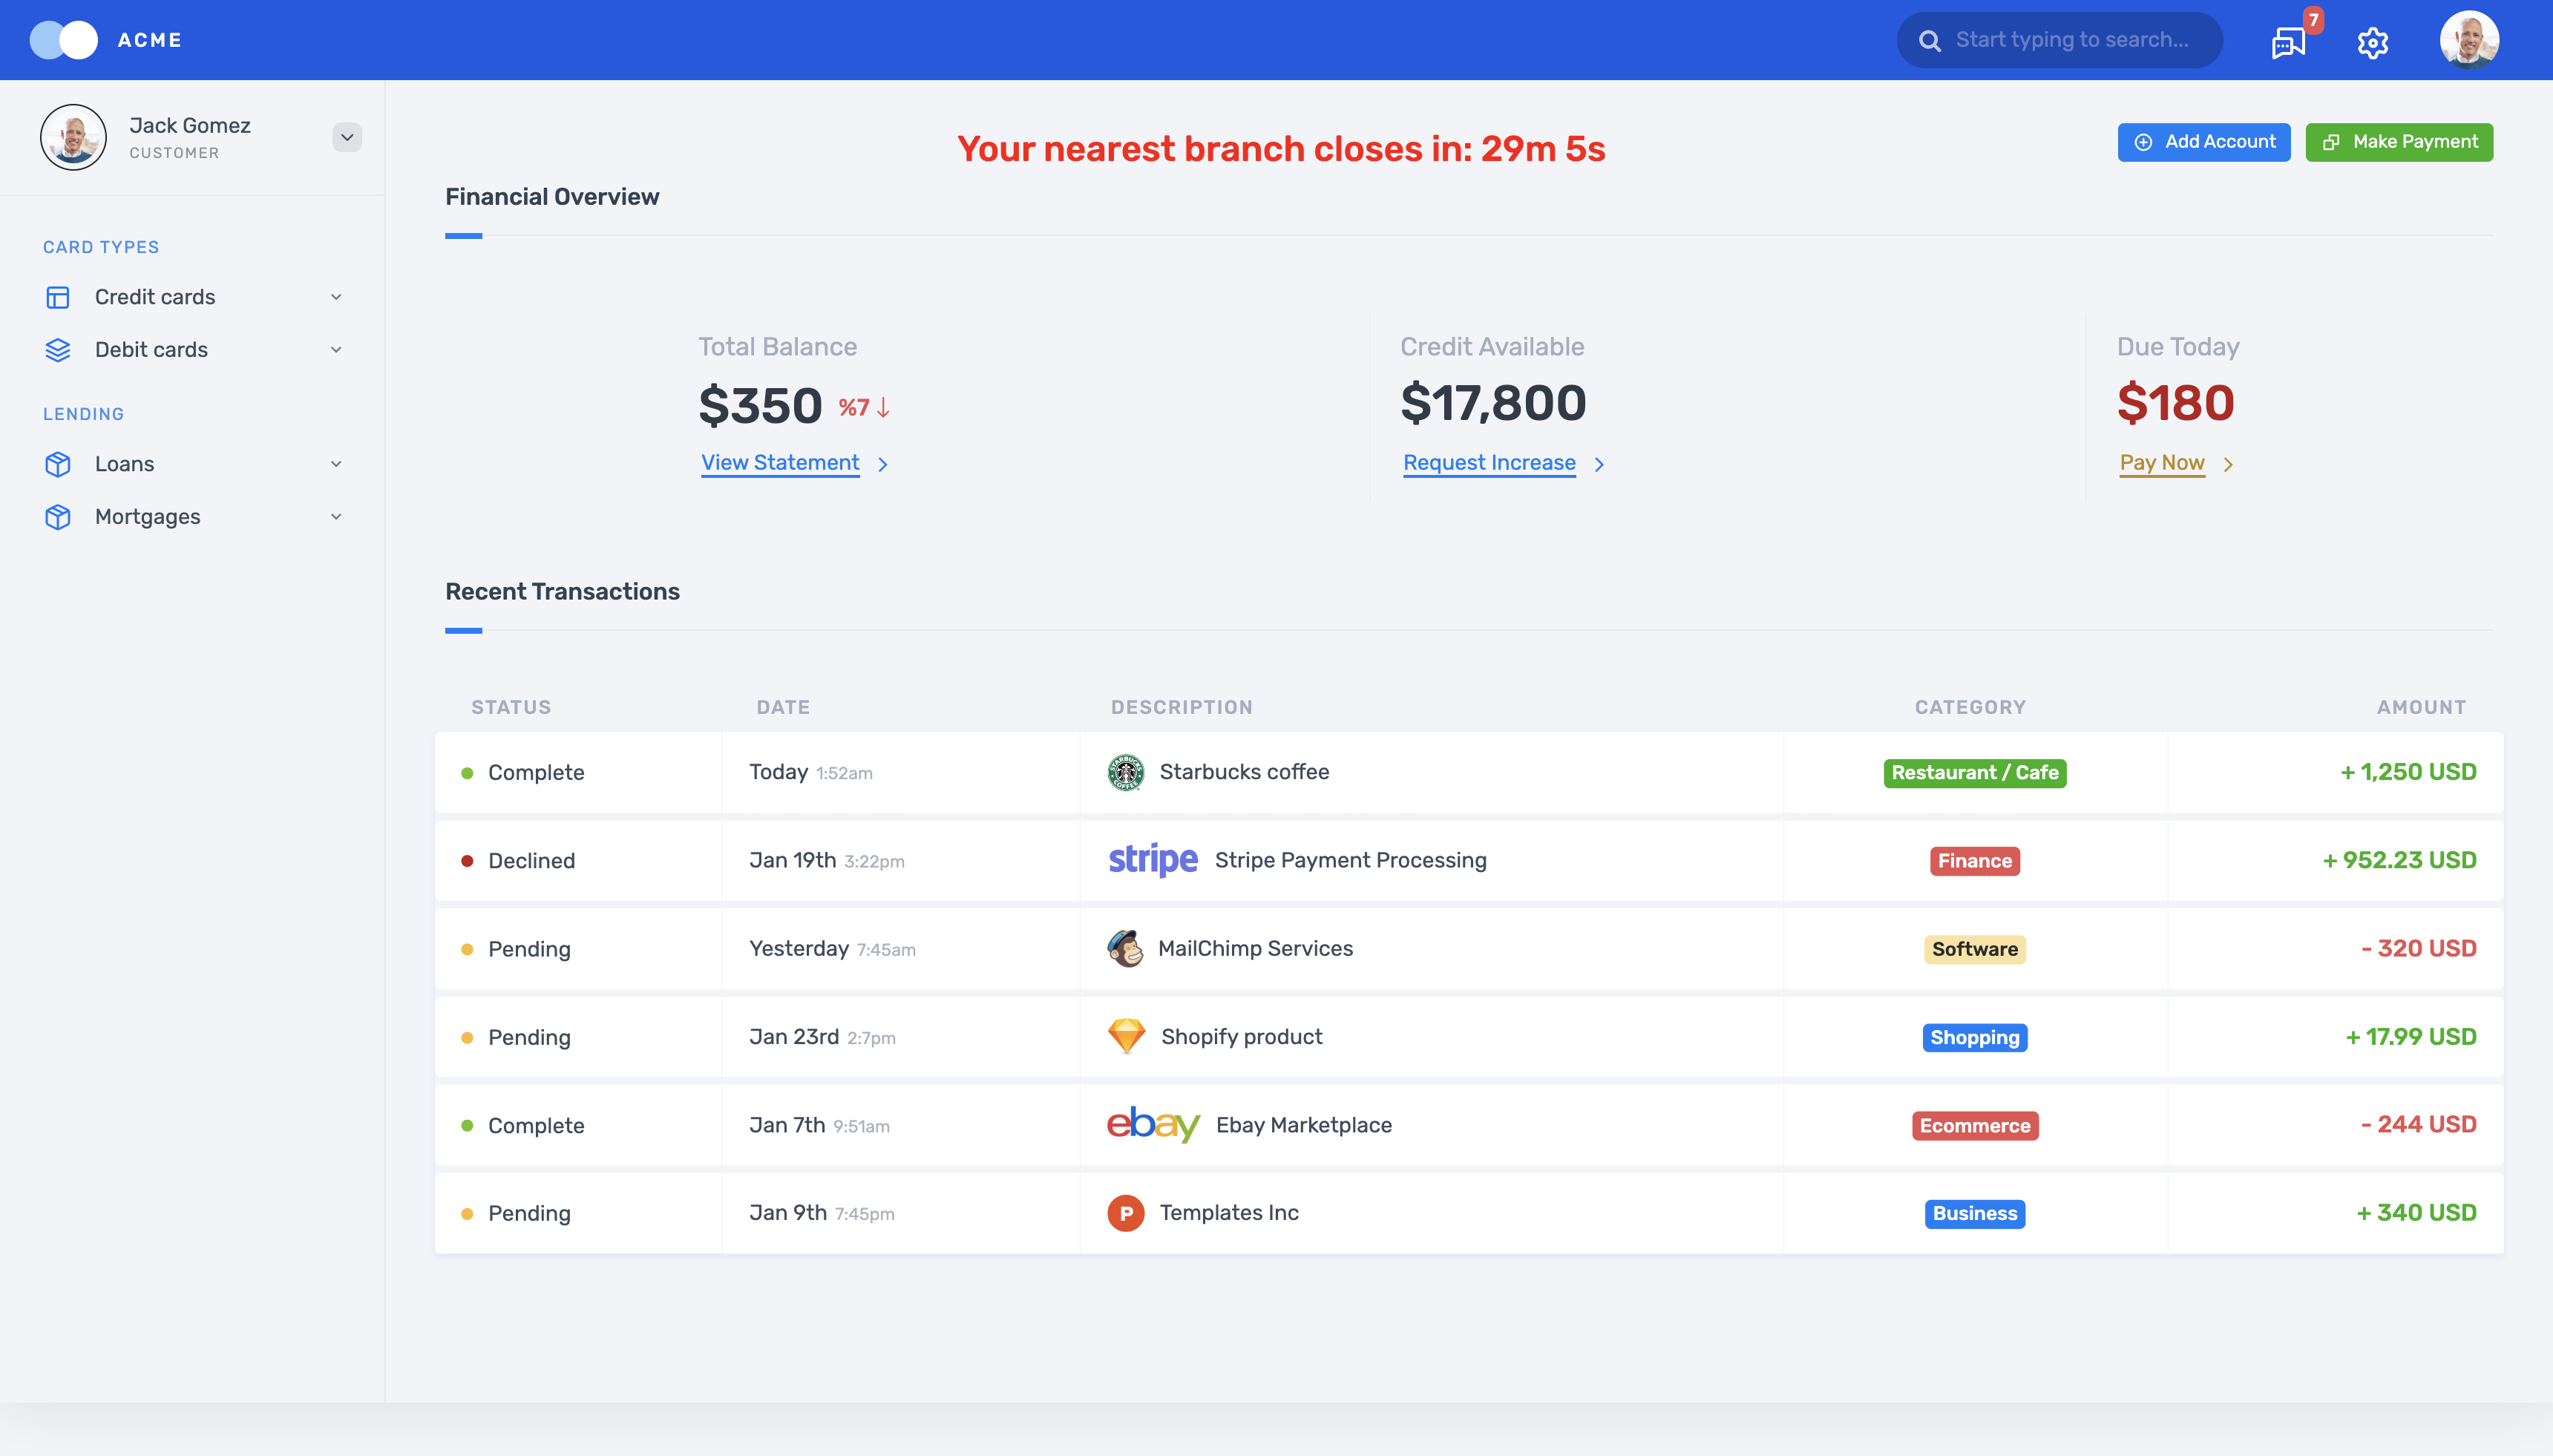 ACME
Start typing to search...
7
Jack Gomez
CUSTOMER
CARD TYPES
Credit cards
Debit cards
LENDING
Loans
Mortgages
Your nearest branch closes in: 29m 5s
Add Account
Make Payment
Financial Overview
Total Balance
$350 %7
View Statement
Credit Available
$17,800
Request Increase
Due Today
$180
Pay Now
Recent Transactions
STATUS DATE DESCRIPTION CATEGORY AMOUNT
Complete Today 1:52am STARBUCKS COFFEE Starbucks coffee Restaurant / Cafe + 1,250 USD
Declined Jan 19th 3:22pm stripe Stripe Payment Processing Finance + 952.23 USD
Pending Yesterday 7:45am MailChimp Services Software - 320 USD
Pending Jan 23rd 2:7pm Shopify product Shopping + 17.99 USD
Complete Jan 7th 9:51am ebay Ebay Marketplace Ecommerce - 244 USD
Pending Jan 9th 7:45pm P Templates Inc Business + 340 USD